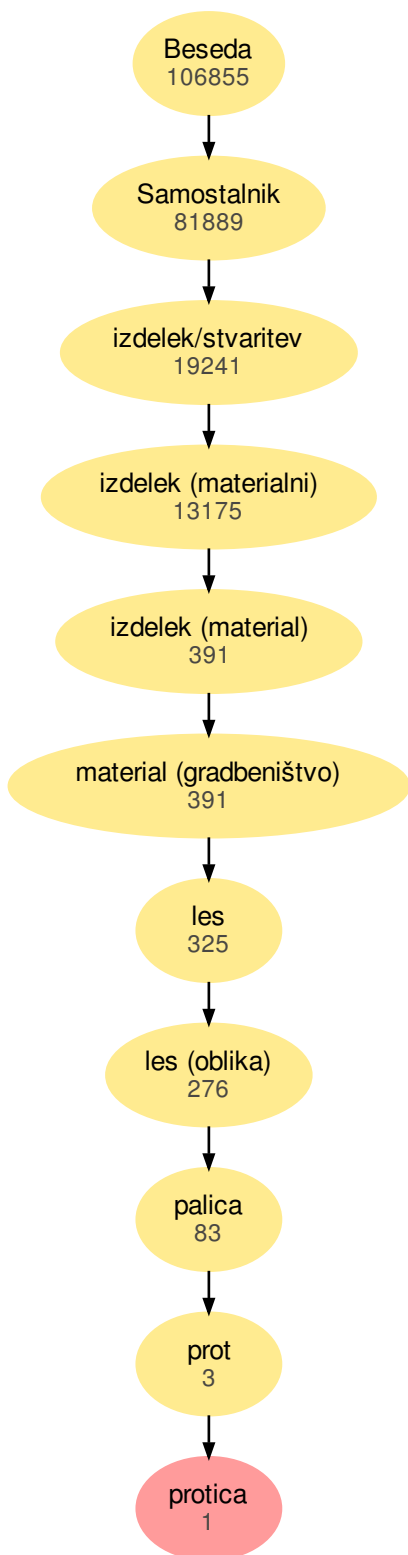 Beseda
106855
Samostalnik
81889
izdelek/stvaritev
19241
izdelek (materialni)
13175
izdelek (material)
391
material (gradbeništvo)
391
les
325
les (oblika)
276
palica
83
prot
3
protica
1